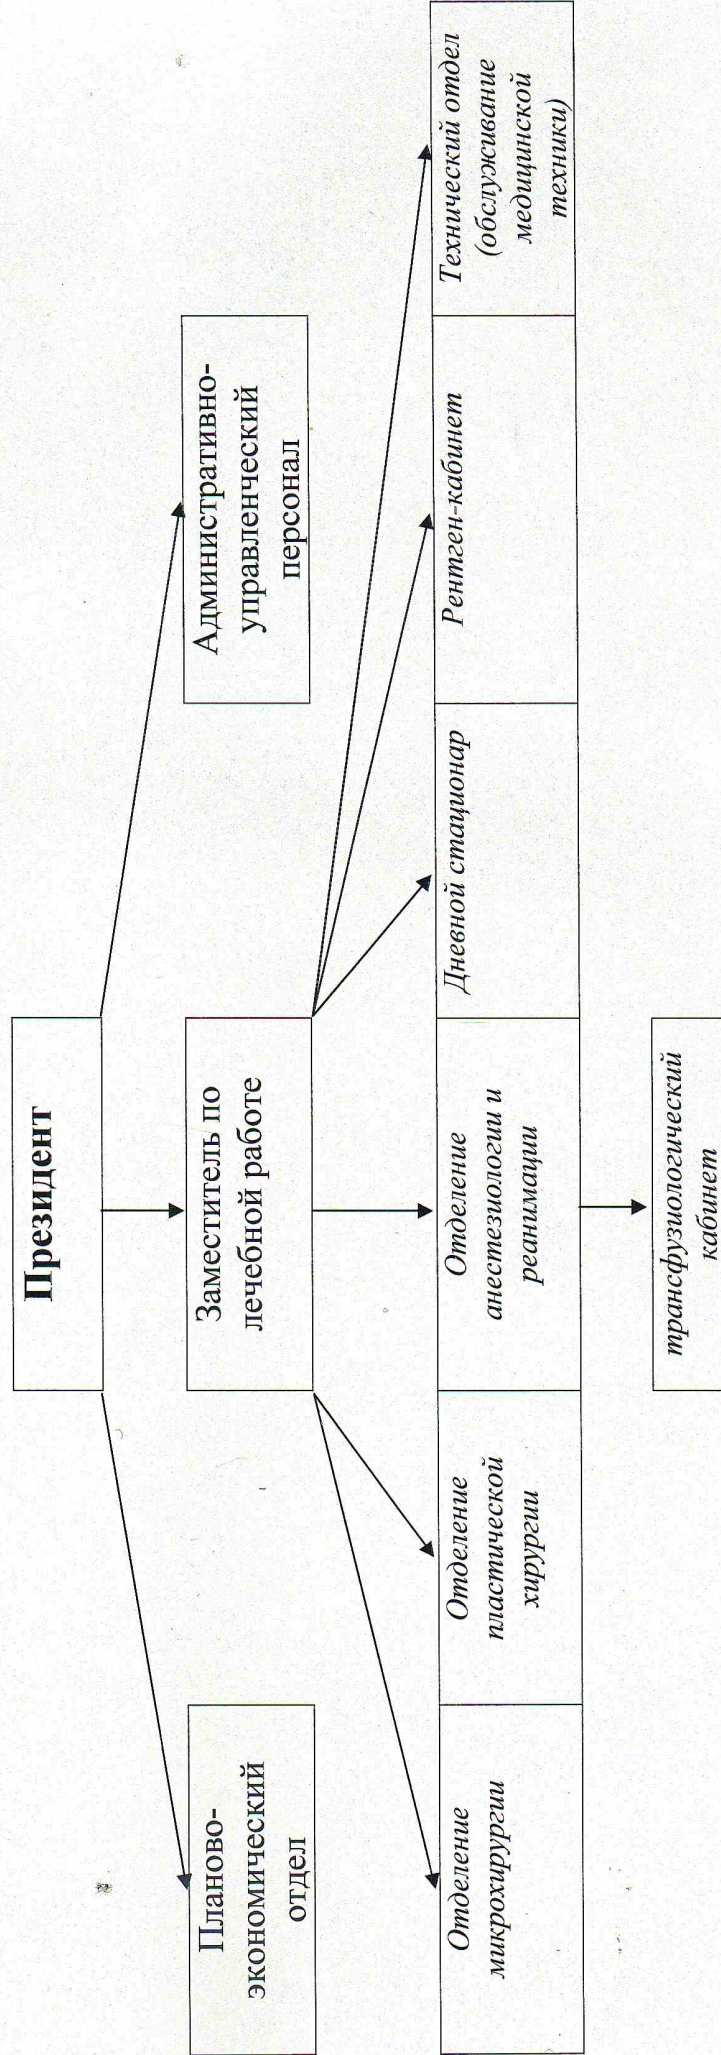 Президент
Планово-
экономический
отдел
Заместитель по
лечебной работе
Административно-
управленческий
персонал
Отделение
микрохирургии
Отделение
пластической
хирургии
Отделение
анестезиологии и
реанимации
Дневной стационар
Рентген-кабинет
Технический отдел
(обслуживание
медицинской
техники)
трансфузиологический
кабинет